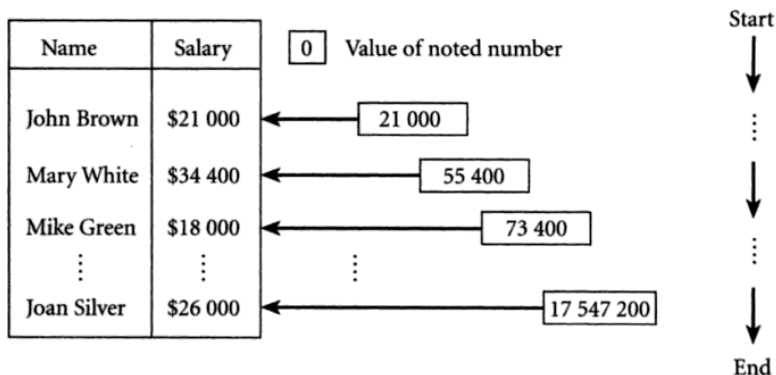 Start
Name Salary 0 Value of noted number
John Brown $21 000 21 000
Mary White $34 400 55 400
Mike Green $18 000 73 400
Joan Silver $26 000 17 547 200
End